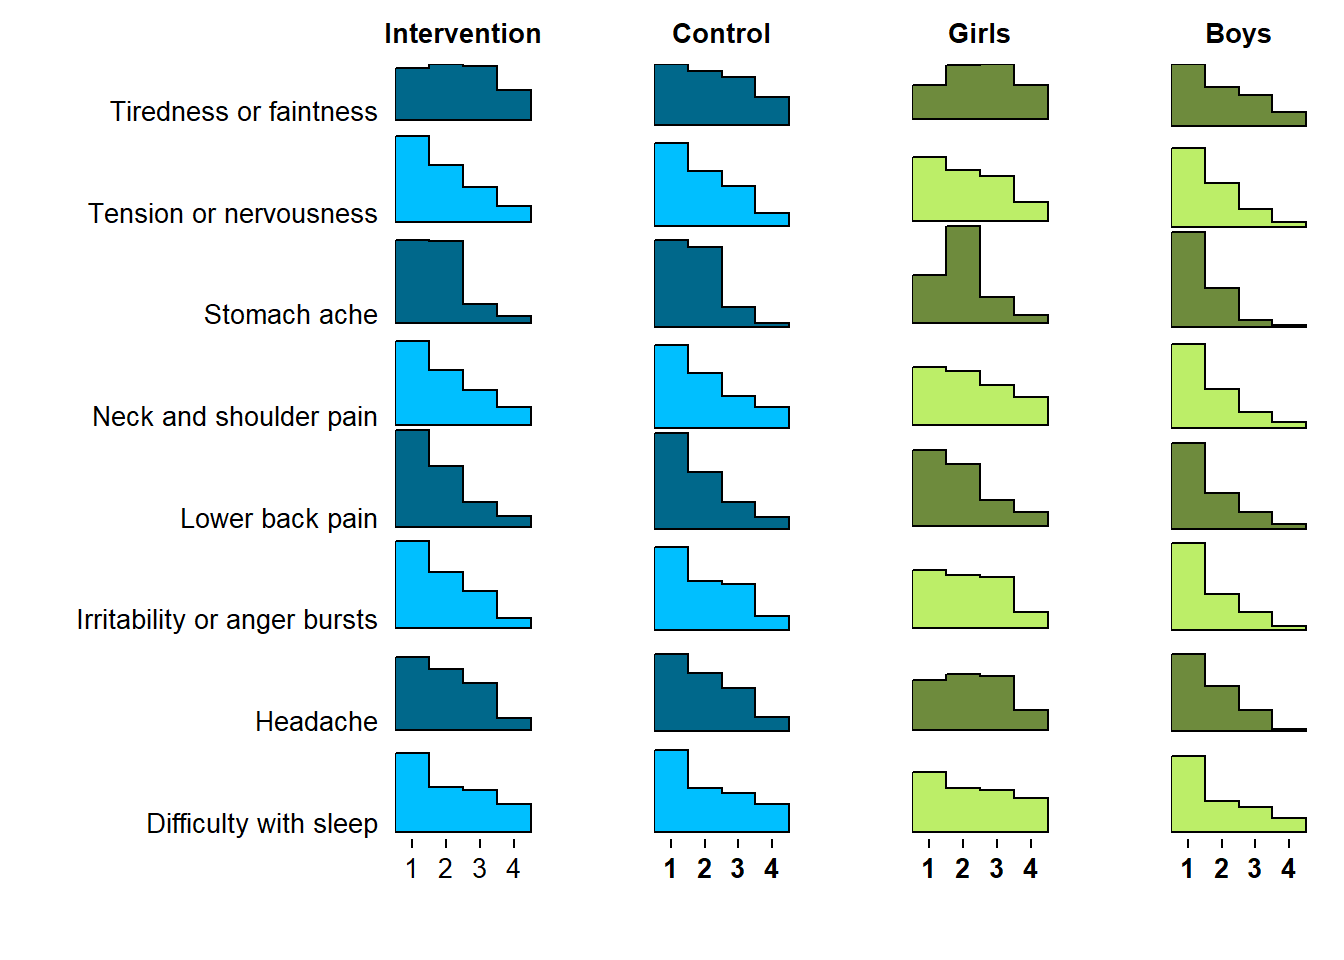 Intervention Control Girls Boys
Tiredness or faintness
Tension or nervousness
Stomach ache
Neck and shoulder pain
Lower back pain
Irritability or anger bursts
Headache
Difficulty with sleep
1 2 3 4 1 2 3 4 1 2 3 4 1 2 3 4